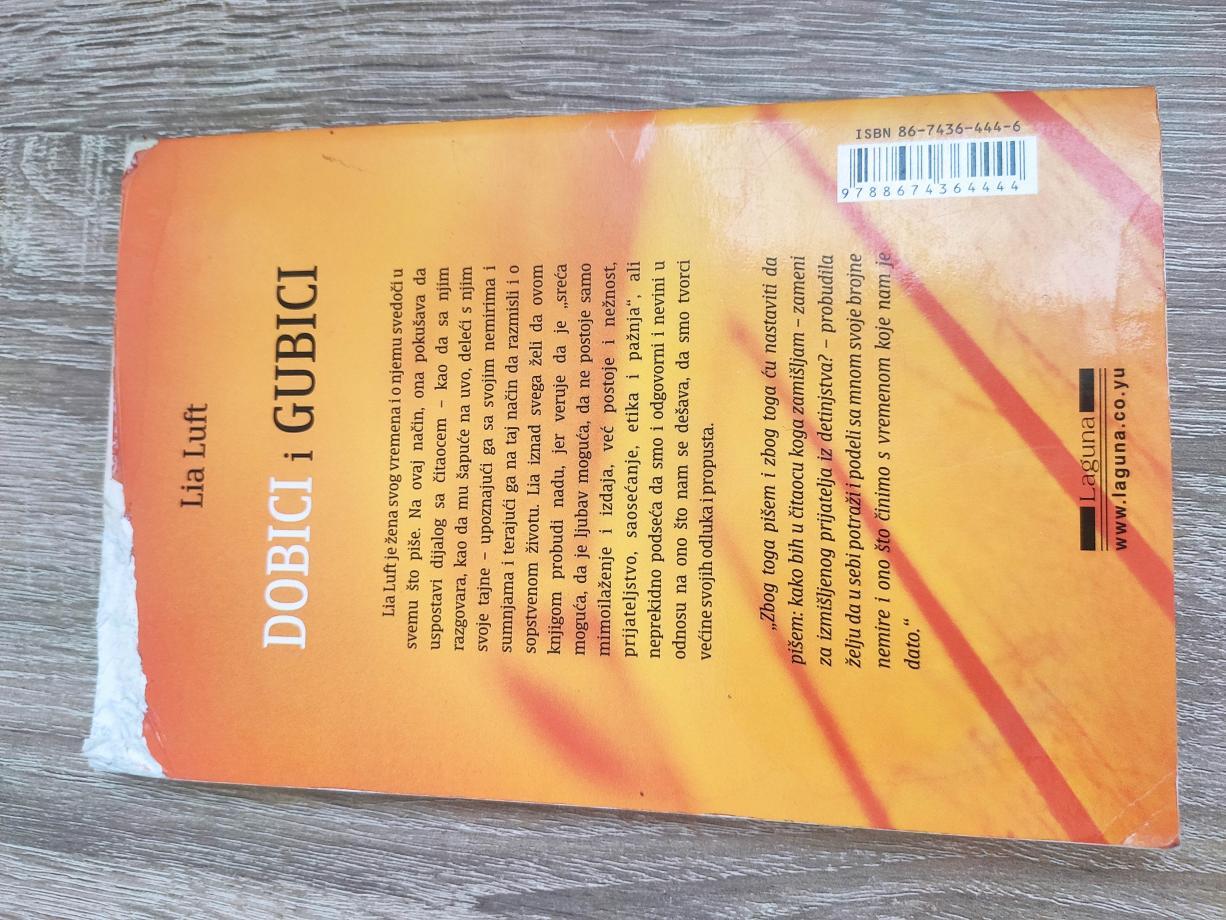 Lia Luft
DOBICI i GUBICI
Lia Luft je žena svog vremena i o njemu svedoči u
svemu što piše. Na ovaj način, ona pokušava da
uspostavi dijalog sa čitaocem – kao da sa njim
razgovara, kao da mu šapuće na uvo, deleći s njim
svoje tajne – upoznajući ga sa svojim nemirima i
sumnjama i terajući ga na taj način da razmisli i o
sopstvenom životu. Lia iznad svega želi da ovom
knjigom probudi nadu, jer veruje da je „sreća
moguća, da je ljubav moguća, da ne postoje samo
mimoilaženje i izdaja, već postoje i nežnost,
prijateljstvo, saosećanje, etika i pažnja“, ali
neprekidno podseća da smo i odgovorni i nevini u
odnosu na ono što nam se dešava, da smo tvorci
većine svojih odluka i propusta.
„Zbog toga pišem i zbog toga ću nastaviti da
pišem: kako bih u čitaocu koga zamišljam – zameni
za izmišljenog prijatelja iz detinjstva? – probudila
želju da u sebi potraži i podeli sa mnom svoje brojne
nemire i ono što činimo s vremenom koje nam je
dato.“
ISBN 86-7436-444-6
9788674364444
Laguna
www.laguna.co.yu